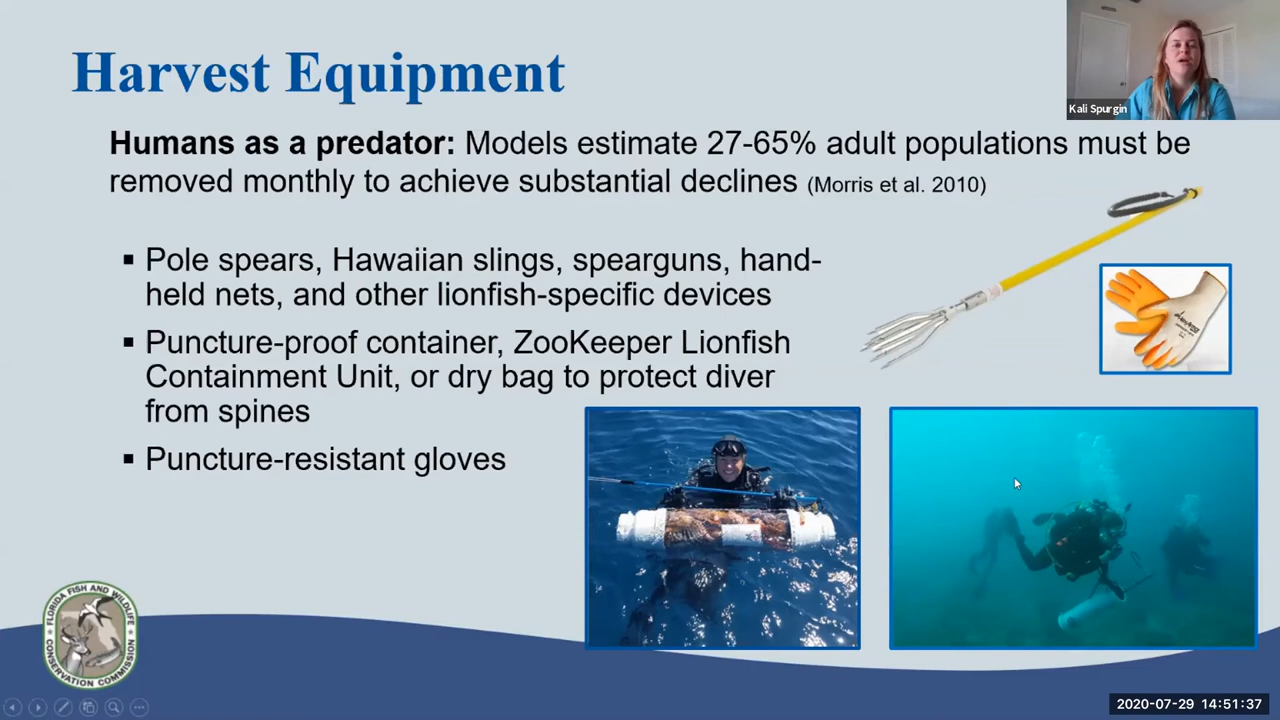 Harvest Equipment
Kali Spurgin
Humans as a predator: Models estimate 27-65% adult populations must be
removed monthly to achieve substantial declines (Morris et al. 2010)
▪ Pole spears, Hawaiian slings, spearguns, hand-
held nets, and other lionfish-specific devices
▪ Puncture-proof container, ZooKeeper Lionfish
Containment Unit, or dry bag to protect diver
from spines
▪ Puncture-resistant gloves
FLORIDA FISH AND WILDLIFE
CONSERVATION COMMISSION
2020-07-29 14:51:37